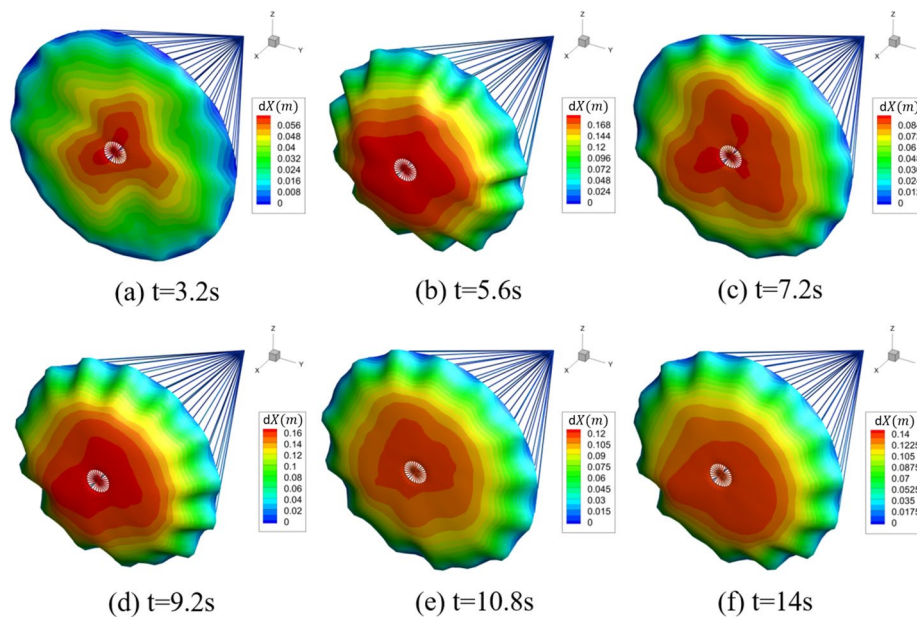 Z
X
Y
dX(m)
0.056
0.048
0.04
0.032
0.024
0.016
0.008
0
(a) t=3.2s
Z
X
Y
dX(m)
0.168
0.144
0.12
0.096
0.072
0.048
0.024
0
(b) t=5.6s
Z
X
Y
dX(m)
0
(c) t=7.2s
Z
X
Y
dX(m)
0.16
0.14
0.12
0.1
0.08
0.06
0.04
0.02
0
(d) t=9.2s
Z
X
Y
dX(m)
0.12
0.105
0.09
0.075
0.06
0.045
0.03
0.015
0
(e) t=10.8s
Z
X
Y
dX(m)
0.14
0.1225
0.105
0.0875
0.07
0.0525
0.035
0.0175
0
(f) t=14s